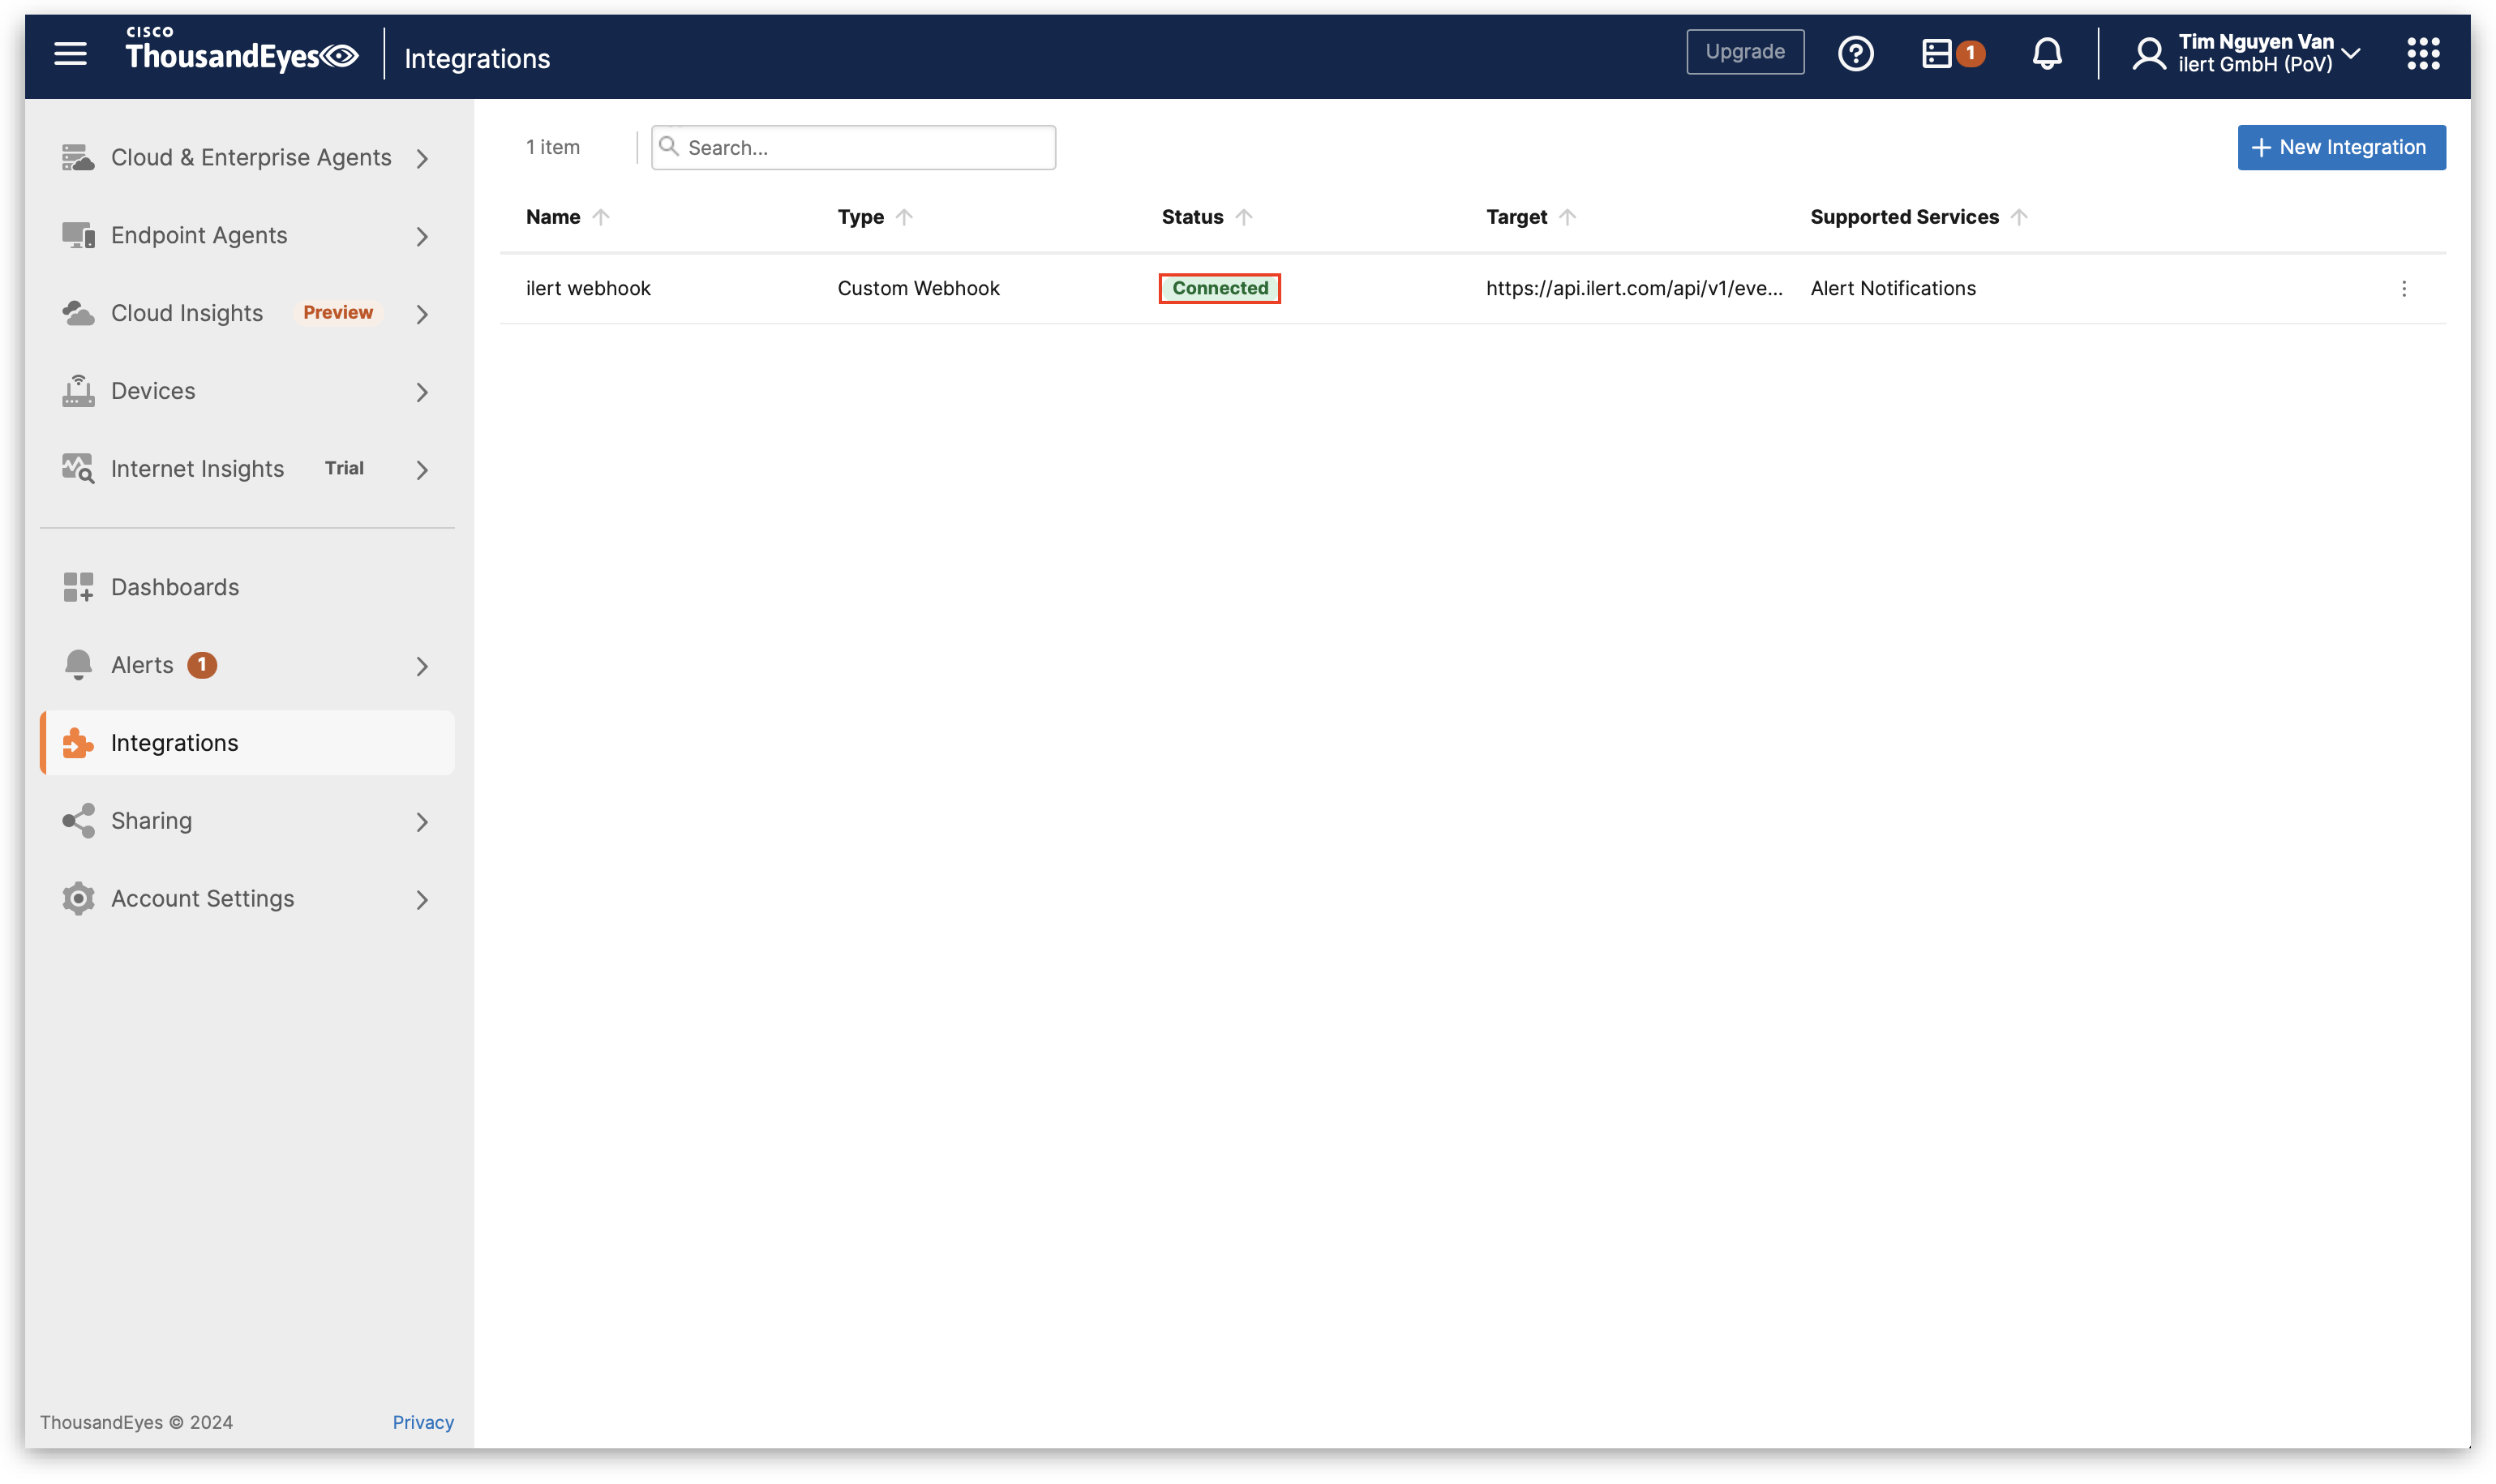 CISCO
ThousandEyes
Integrations
Upgrade
1
Tim Nguyen Van
ilert GmbH (PoV)
Cloud & Enterprise Agents
Endpoint Agents
Cloud Insights Preview
Devices
Internet Insights Trial
Dashboards
Alerts 1
Integrations
Sharing
Account Settings
ThousandEyes © 2024 Privacy
1 item
Search...
New Integration
Name Type Status Target Supported Services
ilert webhook Custom Webhook Connected https://api.ilert.com/api/v1/eve... Alert Notifications